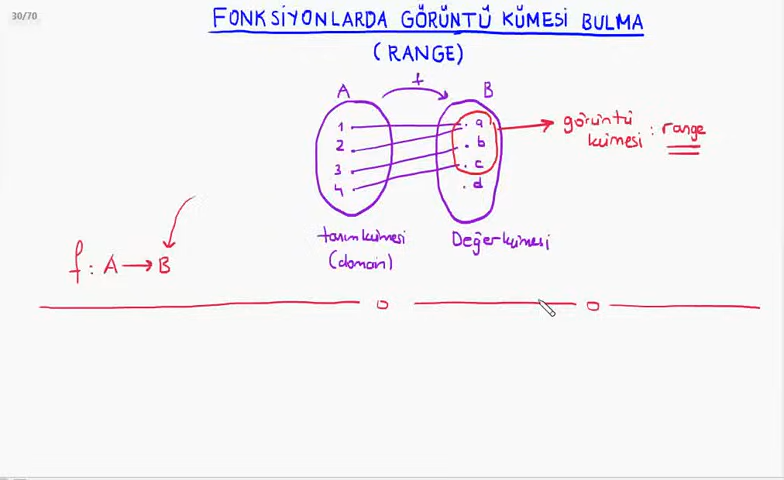 30/70
FONKSİYONLARDA GÖRÜNTÜ KÜMESİ BULMA
(RANGE)
A f B
1 a
2 b
3 c
4 d
görüntü
kümesi : range
tanım kümesi
(domain)
Değer kümesi
f : A → B